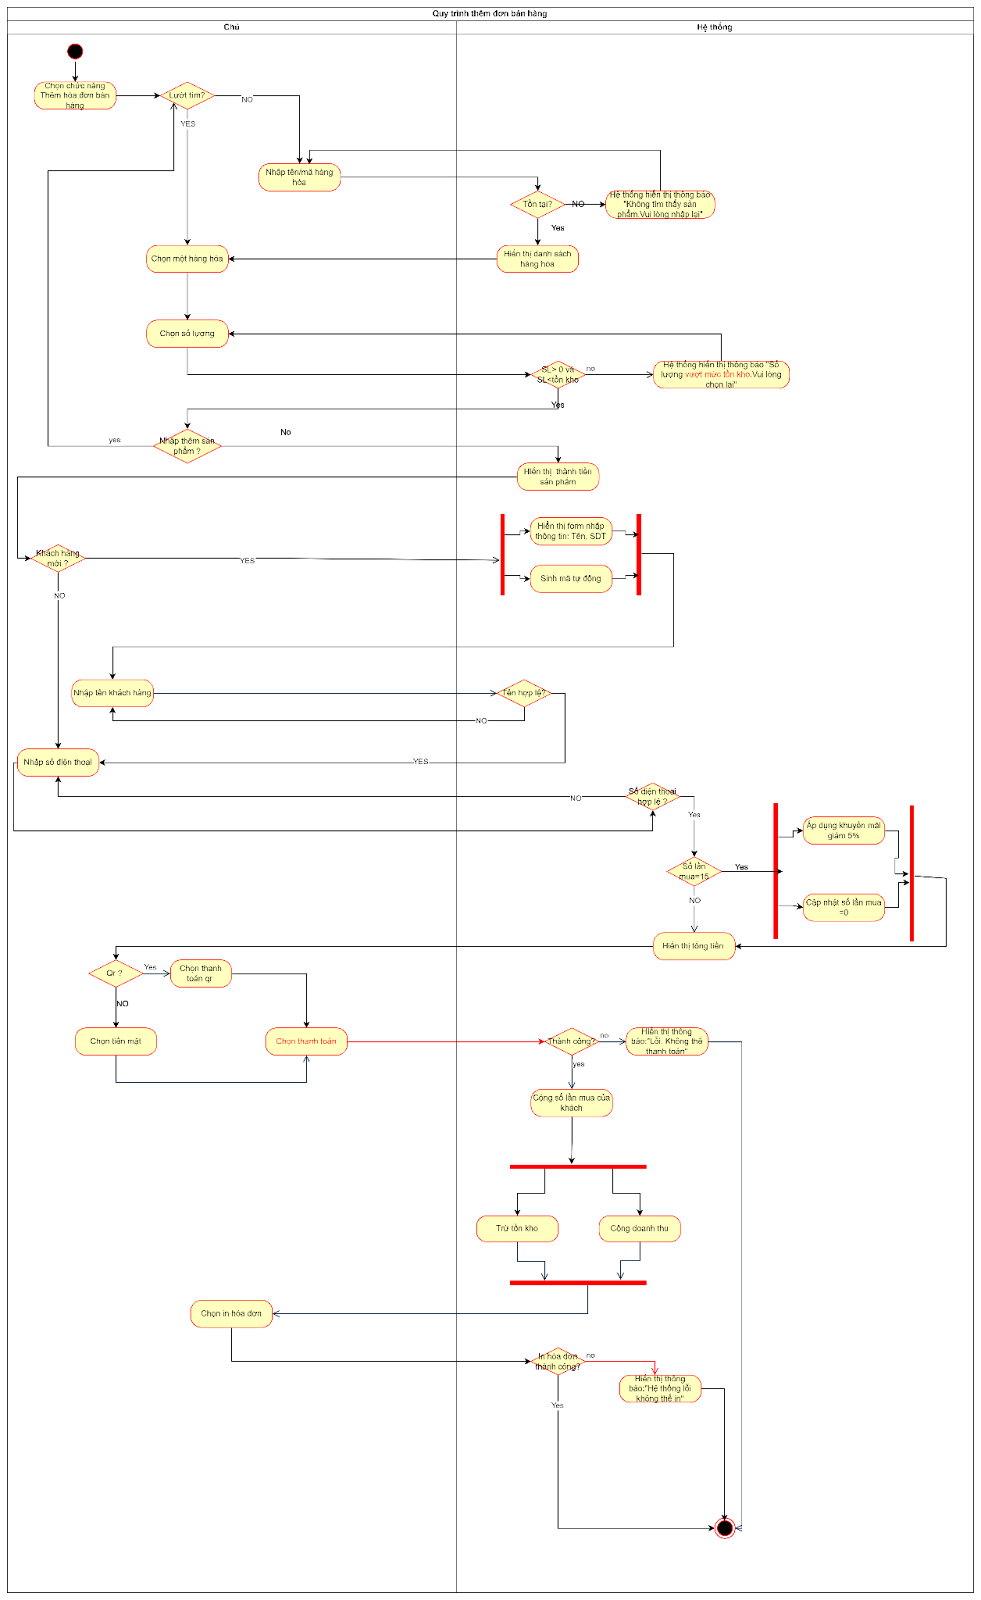 Quy trình thêm đơn bán hàng
Chủ
Hệ thống
Chọn chức năng
Thêm hóa đơn bán
hàng
Lướt tìm?
NO
YES
Nhập tên/mã hàng
hóa
Tồn tại?
NO
Hệ thống hiển thị thông báo
"Không tìm thấy sản
phẩm.Vui lòng nhập lại"
Yes
Chọn một hàng hóa
Hiển thị danh sách
hàng hóa
Chọn số lượng
SL> 0 và
SL<tồn kho
no
Hệ thống hiển thị thông báo "Số
lượng vượt mức tồn kho.Vui lòng
chọn lại"
Yes
Nhập thêm sản
phẩm ?
yes
No
Hiển thị thành tiền
sản phẩm
Khách hàng
mới ?
YES
Hiển thị form nhập
thông tin: Tên. SDT
Sinh mã tự động
NO
Nhập tên khách hàng
Tên hợp lệ?
NO
Nhập số điện thoại
YES
Số điện thoại
hợp lệ ?
NO
Yes
Áp dụng khuyến mãi
giảm 5%
Số lần
mua=15
Yes
Cập nhật số lần mua
=0
NO
Hiển thị tổng tiền
Qr ?
Yes
Chọn thanh
toán qr
NO
Chọn tiền mặt
Chọn thanh toán
Thành công?
no
Hiển thị thông
báo:"Lỗi. Không thể
thanh toán"
yes
Cộng số lần mua của
khách
Trừ tồn kho
Cộng doanh thu
Chọn in hóa đơn
In hóa đơn
thành công?
no
Hiển thị thông
báo:"Hệ thống lỗi
không thể in"
Yes